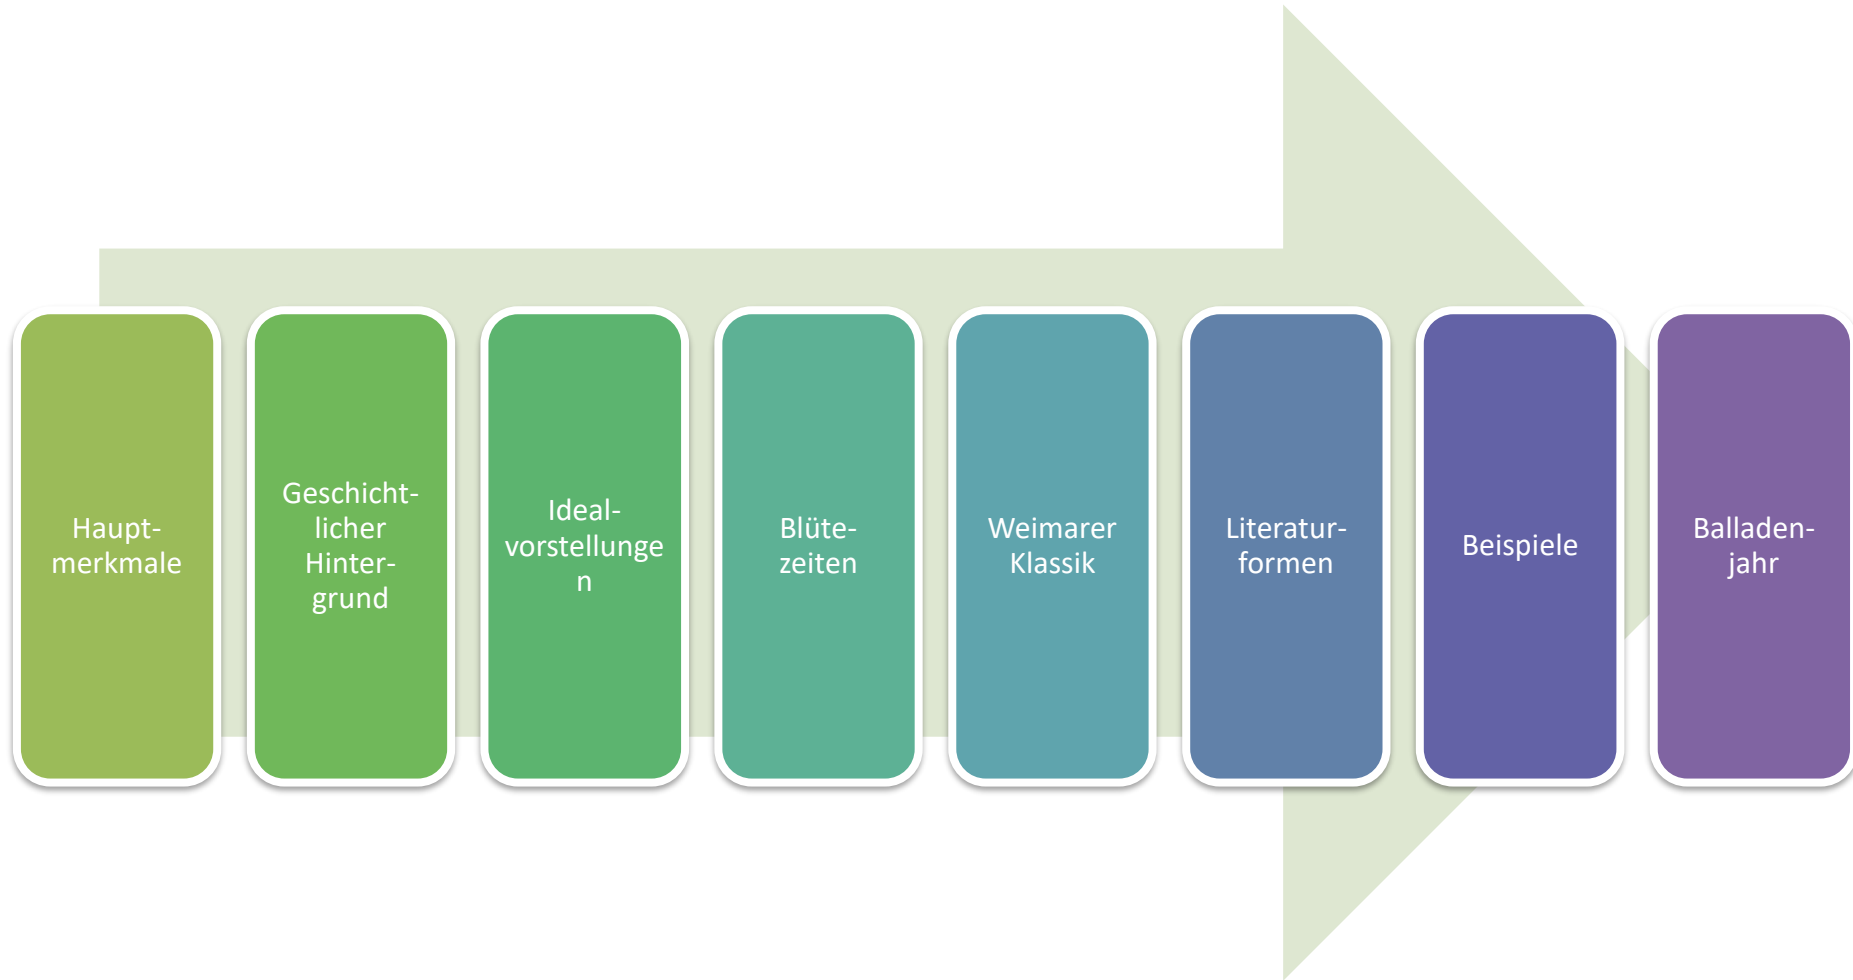 Haupt-
merkmale
Geschicht-
licher
Hinter-
grund
Ideal-
vorstellunge
n
Blüte-
zeiten
Weimarer
Klassik
Literatur-
formen
Beispiele
Balladen-
jahr